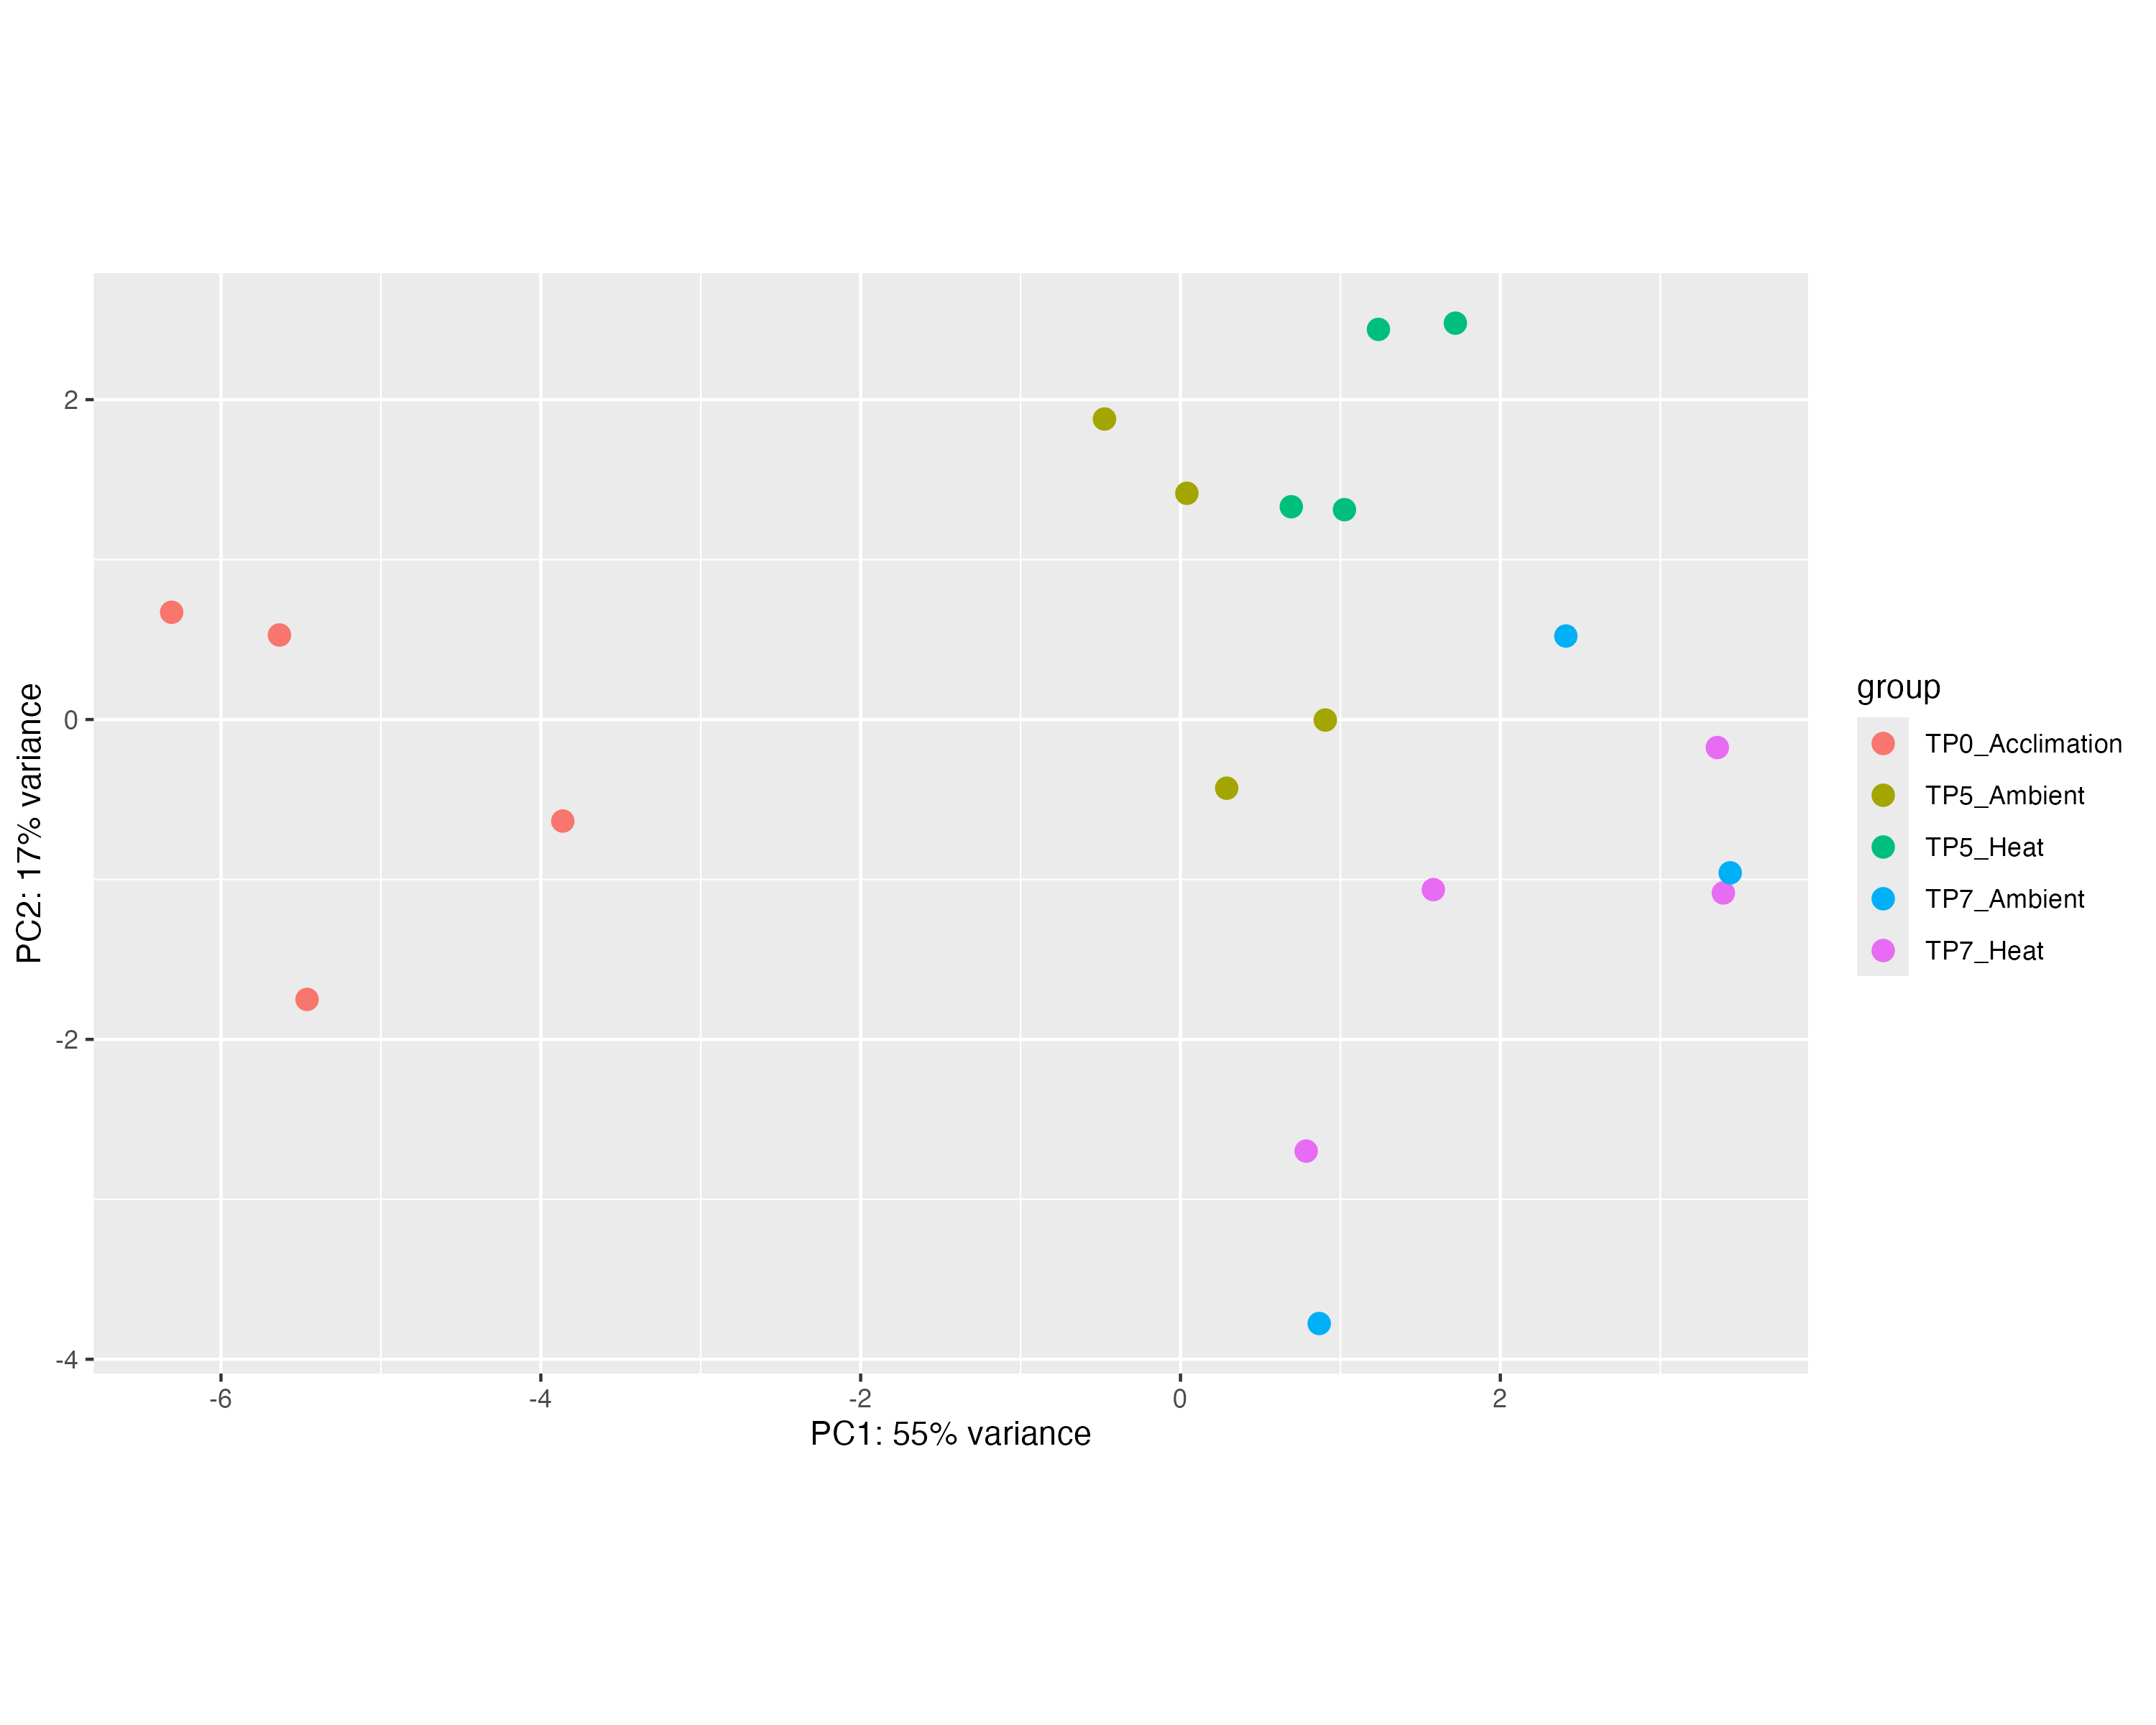 PC2: 17% variance
2
0
-2
-4
-6
-4
-2
0
2
PC1: 55% variance
group
TP0_Acclimation
TP5_Ambient
TP5_Heat
TP7_Ambient
TP7_Heat